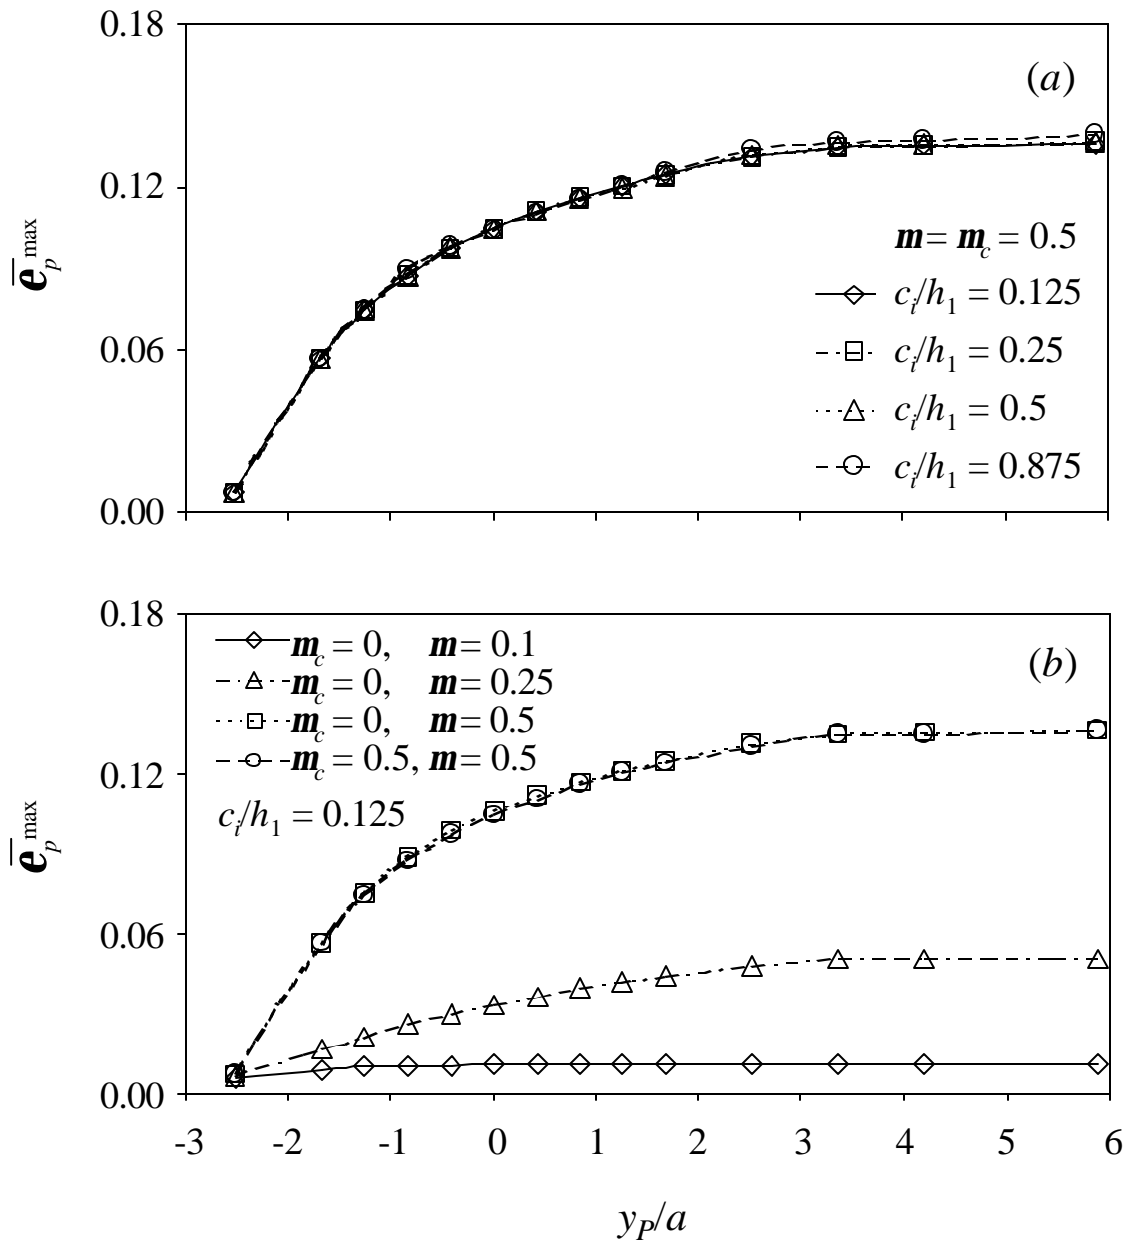 0.18
(a)
0.12
e̅ₚ max
m = m_c = 0.5
c_i/h_1 = 0.125
c_i/h_1 = 0.25
0.06
c_i/h_1 = 0.5
c_i/h_1 = 0.875
0.00
0.18
m_c = 0, m = 0.1
(b)
m_c = 0, m = 0.25
m_c = 0, m = 0.5
m_c = 0.5, m = 0.5
0.12
c_i/h_1 = 0.125
e̅ₚ max
0.06
0.00
-3 -2 -1 0 1 2 3 4 5 6
y_P/a